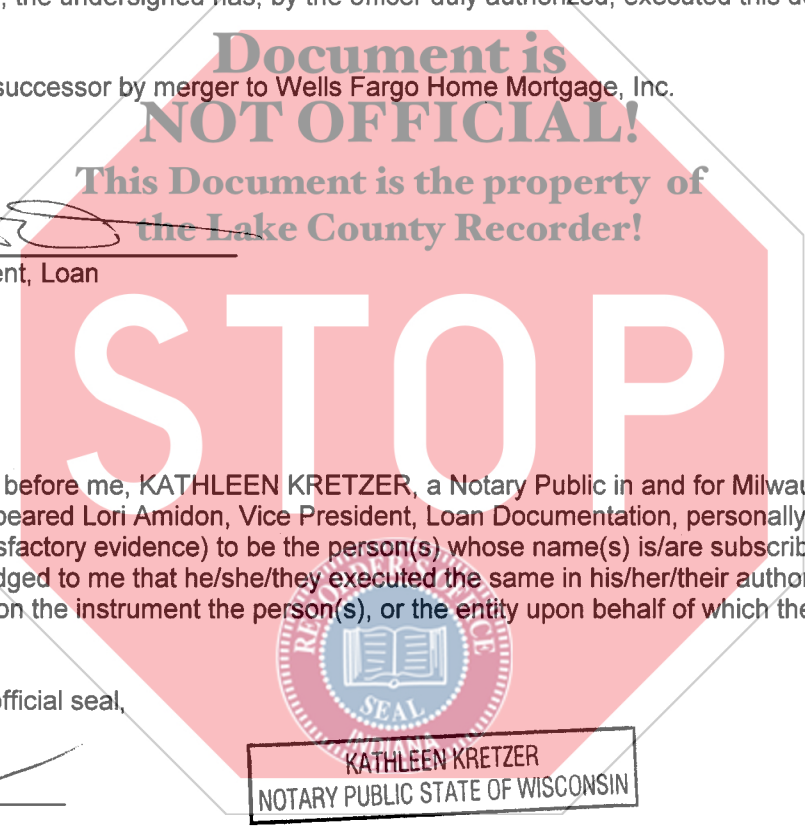 , the undersigned has, by the officer duly authorized, executed this d
Document is
successor by merger to Wells Fargo Home Mortgage, Inc.
NOT OFFICIAL!
This Document is the property of
the Lake County Recorder!
ent, Loan
STOP
before me, KATHLEEN KRETZER, a Notary Public in and for Milwau
peared Lori Amidon, Vice President, Loan Documentation, personally
sfactory evidence) to be the person(s) whose name(s) is/are subscrib
dged to me that he/she/they executed the same in his/her/their author
on the instrument the person(s), or the entity upon behalf of which the
RECORDER'S OFFICE
SEAL
INDIANA
official seal,
KATHLEEN KRETZER
NOTARY PUBLIC STATE OF WISCONSIN